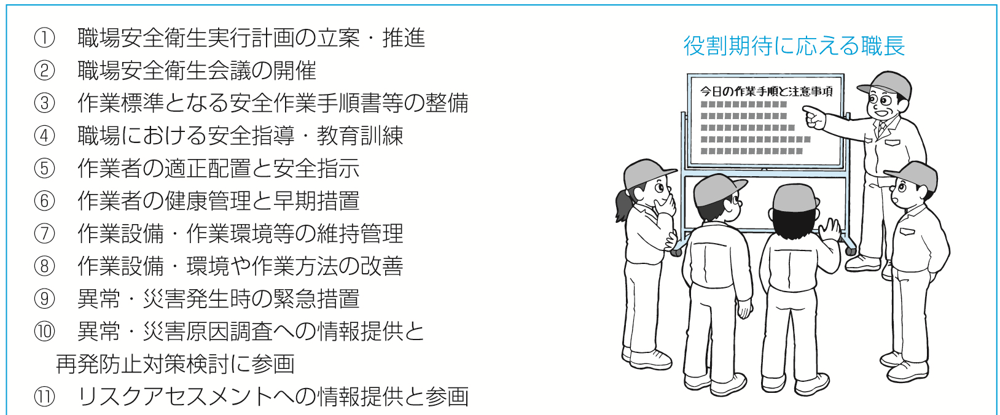 ① 職場安全衛生実行計画の立案・推進
② 職場安全衛生会議の開催
③ 作業標準となる安全作業手順書等の整備
④ 職場における安全指導・教育訓練
⑤ 作業者の適正配置と安全指示
⑥ 作業者の健康管理と早期措置
⑦ 作業設備・作業環境等の維持管理
⑧ 作業設備・環境や作業方法の改善
⑨ 異常・災害発生時の緊急措置
⑩ 異常・災害原因調査への情報提供と
再発防止対策検討に参画
⑪ リスクアセスメントへの情報提供と参画
役割期待に応える職長
今日の作業手順と注意事項